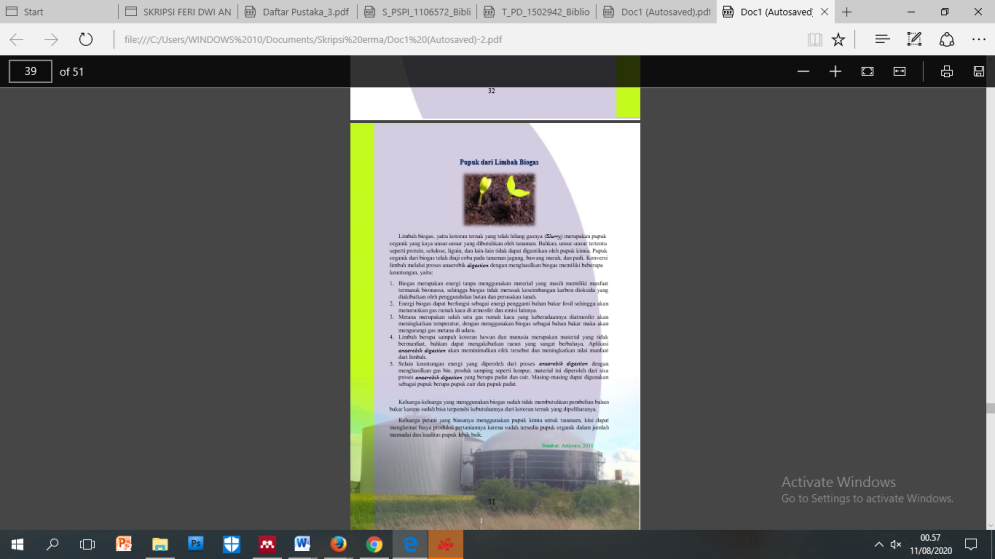 Start
SKRIPSI FERI DWI AN
Daftar Pustaka_3.pdf
S_PSPI_1106572_Bibli
T_PD_1502942_Biblio
Doc1 (Autosaved).pdf
Doc1 (Autosaved)
file:///C:/Users/WINDOWS%2010/Documents/Skripsi%20erma/Doc1%20(Autosaved)-2.pdf
39 of 51
32
Pupuk dari Limbah Biogas
Limbah biogas, yaitu kotoran ternak yang telah hilang gasnya (Slurry) merupakan pupuk
organik yang kaya unsur-unsur yang dibutuhkan oleh tanaman. Bahkan, unsur-unsur tertentu
seperti protein, selulose, lignin, dan lain-lain tidak dapat digantikan oleh pupuk kimia. Pupuk
organik dari biogas telah diuji coba pada tanaman jagung, bawang merah, dan padi. Konversi
limbah melalui proses anaerobik digestion dengan menghasilkan biogas memiliki beberapa
keuntungan, yaitu:
1. Biogas merupakan energi tanpa menggunakan material yang masih memiliki manfaat
termasuk biomassa, sehingga biogas tidak merusak keseimbangan karbon dioksida yang
diakibatkan oleh penggundulan hutan dan perusakan tanah.
2. Energi biogas dapat berfungsi sebagai energi pengganti bahan bakar fosil sehingga akan
menurunkan gas rumah kaca di atmosfer dan emisi lainnya.
3. Metana merupakan salah satu gas rumah kaca yang keberadaannya diatmosfer akan
meningkatkan temperatur, dengan menggunakan biogas sebagai bahan bakar maka akan
mengurangi gas metana di udara.
4. Limbah berupa sampah kotoran hewan dan manusia merupakan material yang tidak
bermanfaat, bahkan dapat mengakibatkan racun yang sangat berbahaya. Aplikasi
anaerobik digestion akan meminimalkan efek tersebut dan meningkatkan nilai manfaat
dari limbah.
5. Selain keuntungan energi yang diperoleh dari proses anaerobik digestion dengan
menghasilkan gas bio, produk samping seperti lumpur, material ini diperoleh dari sisa
proses anaerobik digestion yang berupa padat dan cair. Masing-masing dapat digunakan
sebagai pupuk berupa pupuk cair dan pupuk padat.
Keluarga-keluarga yang menggunakan biogas sudah tidak membutuhkan pembelian bahan
bakar karena sudah bisa terpenuhi kebutuhannya dari kotoran ternak yang dipeliharanya.
Keluarga petani yang biasanya menggunakan pupuk kimia untuk tanaman, kini dapat
menghemat biaya produksi pertaniannya karena sudah tersedia pupuk organik dalam jumlah
memadai dan kualitas pupuk lebih baik.
Sumber: 2013
33
Activate Windows
Go to Settings to activate Windows.
00.57
11/08/2020